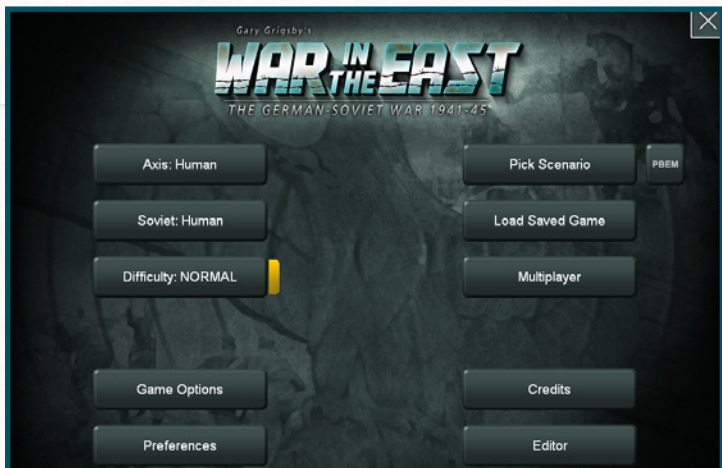 Gary Grigsby's
WAR IN THE EAST
THE GERMAN-SOVIET WAR 1941-45
Axis: Human
Pick Scenario
PBEM
Soviet: Human
Load Saved Game
Difficulty: NORMAL
Multiplayer
Game Options
Credits
Preferences
Editor